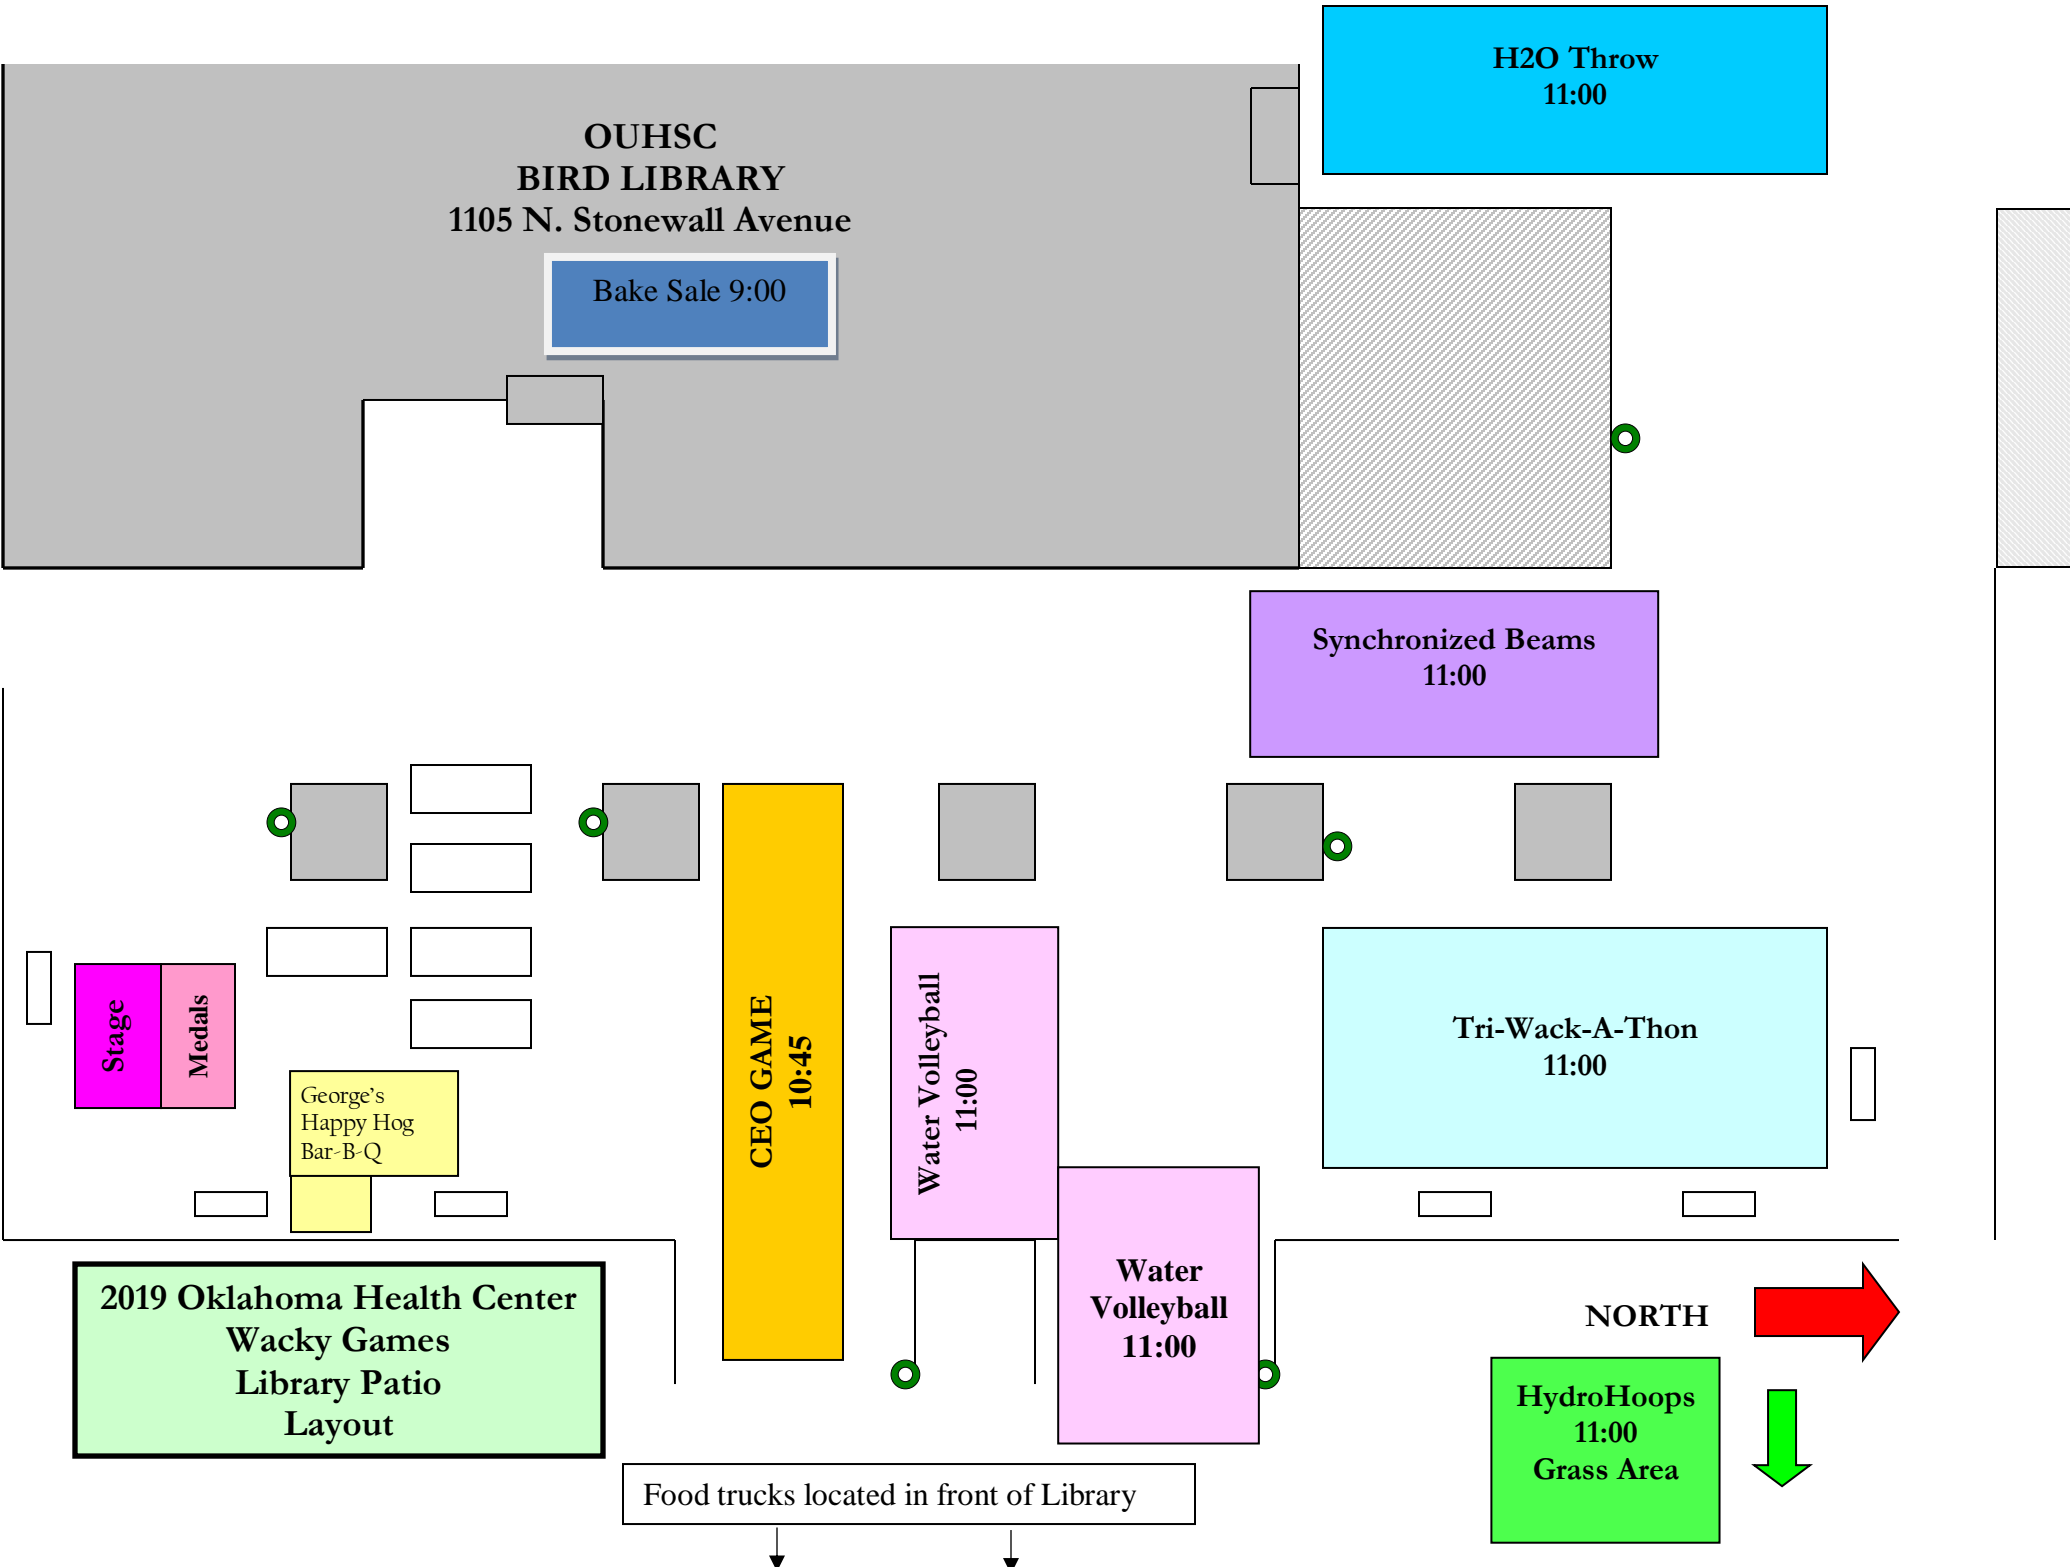 H2O Throw
11:00
OUHSC
BIRD LIBRARY
1105 N. Stonewall Avenue
Bake Sale 9:00
Synchronized Beams
11:00
Stage
Medals
George's
Happy Hog
Bar-B-Q
CEO GAME
10:45
Water Volleyball
11:00
Water
Volleyball
11:00
Tri-Wack-A-Thon
11:00
2019 Oklahoma Health Center
Wacky Games
Library Patio
Layout
NORTH
HydroHoops
11:00
Grass Area
Food trucks located in front of Library